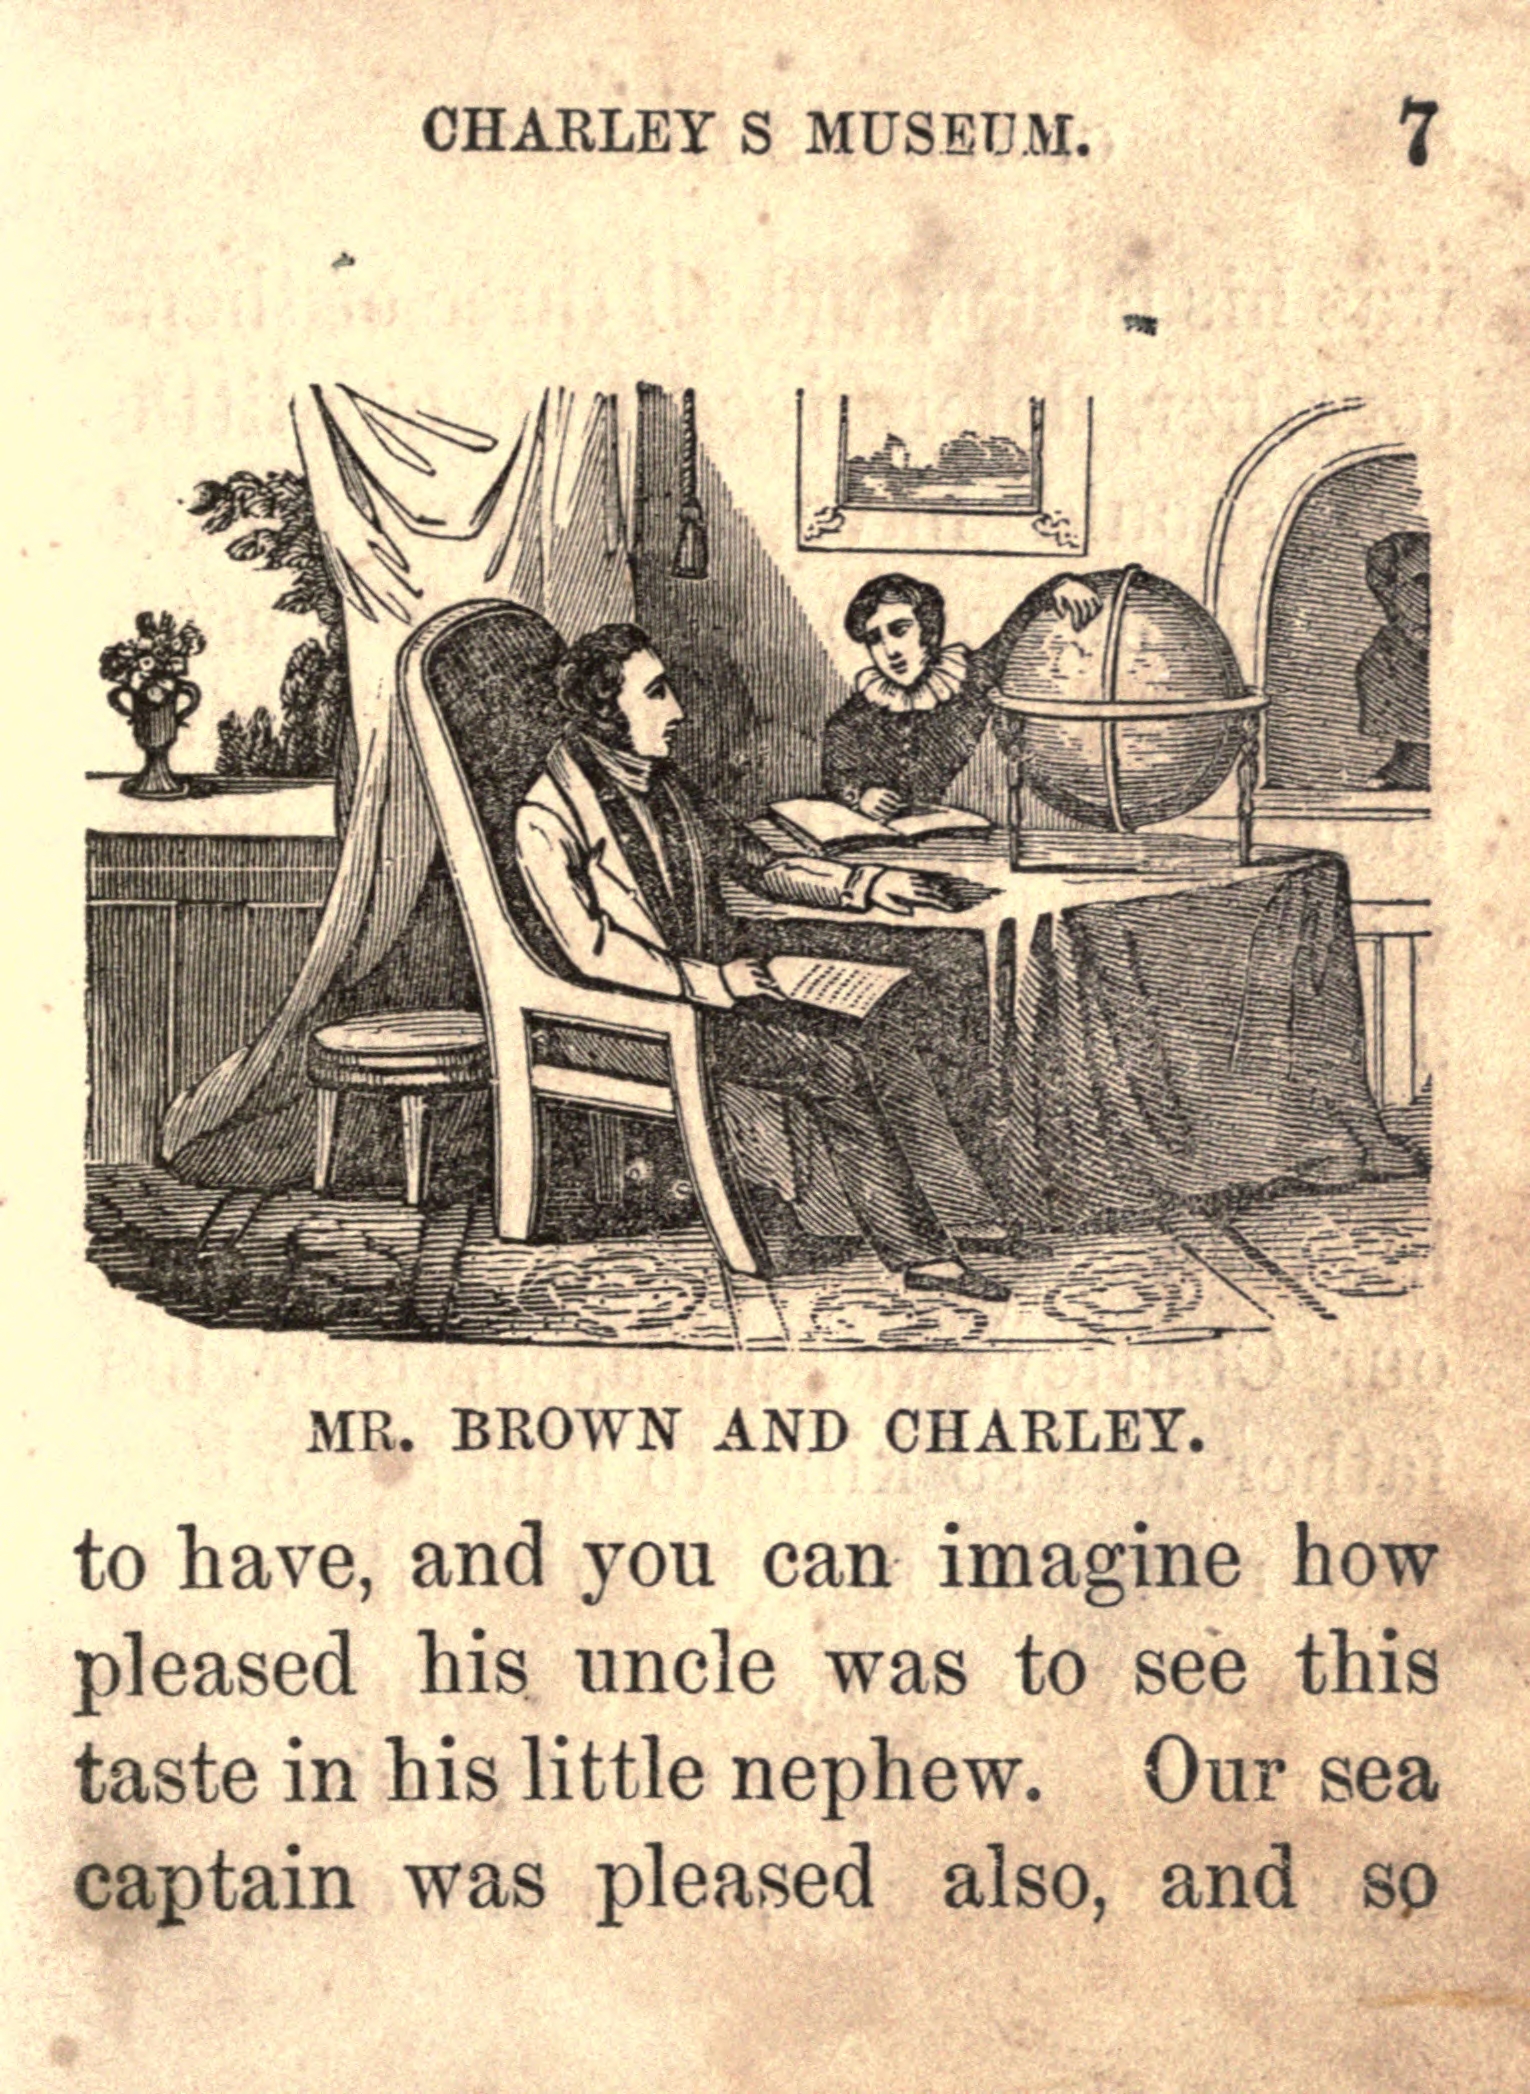 CHARLEY S MUSEUM. 7
MR. BROWN AND CHARLEY.
to have, and you can imagine how
pleased his uncle was to see this
taste in his little nephew. Our sea
captain was pleased also, and so